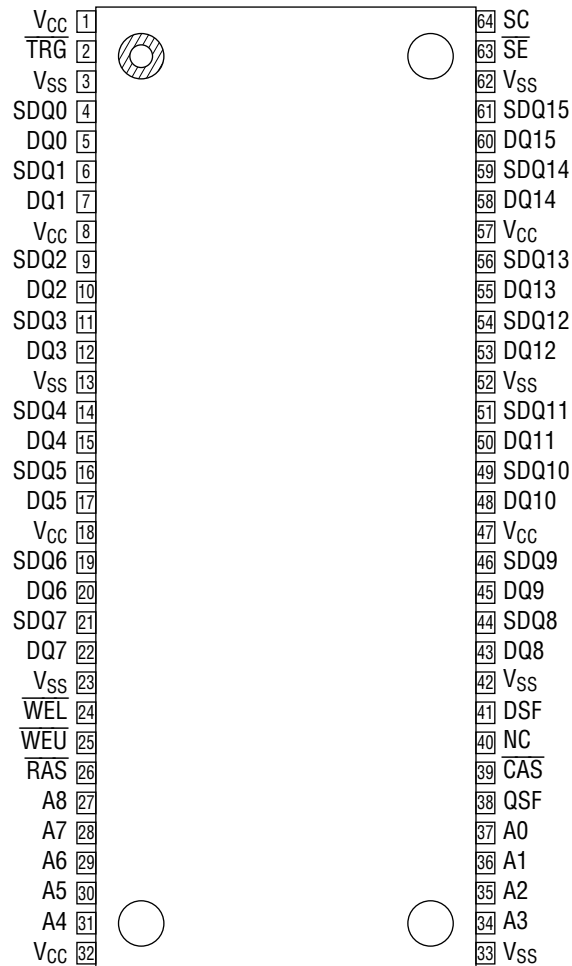 VCC 1 64 SC
TRG 2 63 SE
VSS 3 62 VSS
SDQ0 4 61 SDQ15
DQ0 5 60 DQ15
SDQ1 6 59 SDQ14
DQ1 7 58 DQ14
VCC 8 57 VCC
SDQ2 9 56 SDQ13
DQ2 10 55 DQ13
SDQ3 11 54 SDQ12
DQ3 12 53 DQ12
VSS 13 52 VSS
SDQ4 14 51 SDQ11
DQ4 15 50 DQ11
SDQ5 16 49 SDQ10
DQ5 17 48 DQ10
VCC 18 47 VCC
SDQ6 19 46 SDQ9
DQ6 20 45 DQ9
SDQ7 21 44 SDQ8
DQ7 22 43 DQ8
VSS 23 42 VSS
WEL 24 41 DSF
WEU 25 40 NC
RAS 26 39 CAS
A8 27 38 QSF
A7 28 37 A0
A6 29 36 A1
A5 30 35 A2
A4 31 34 A3
VCC 32 33 VSS